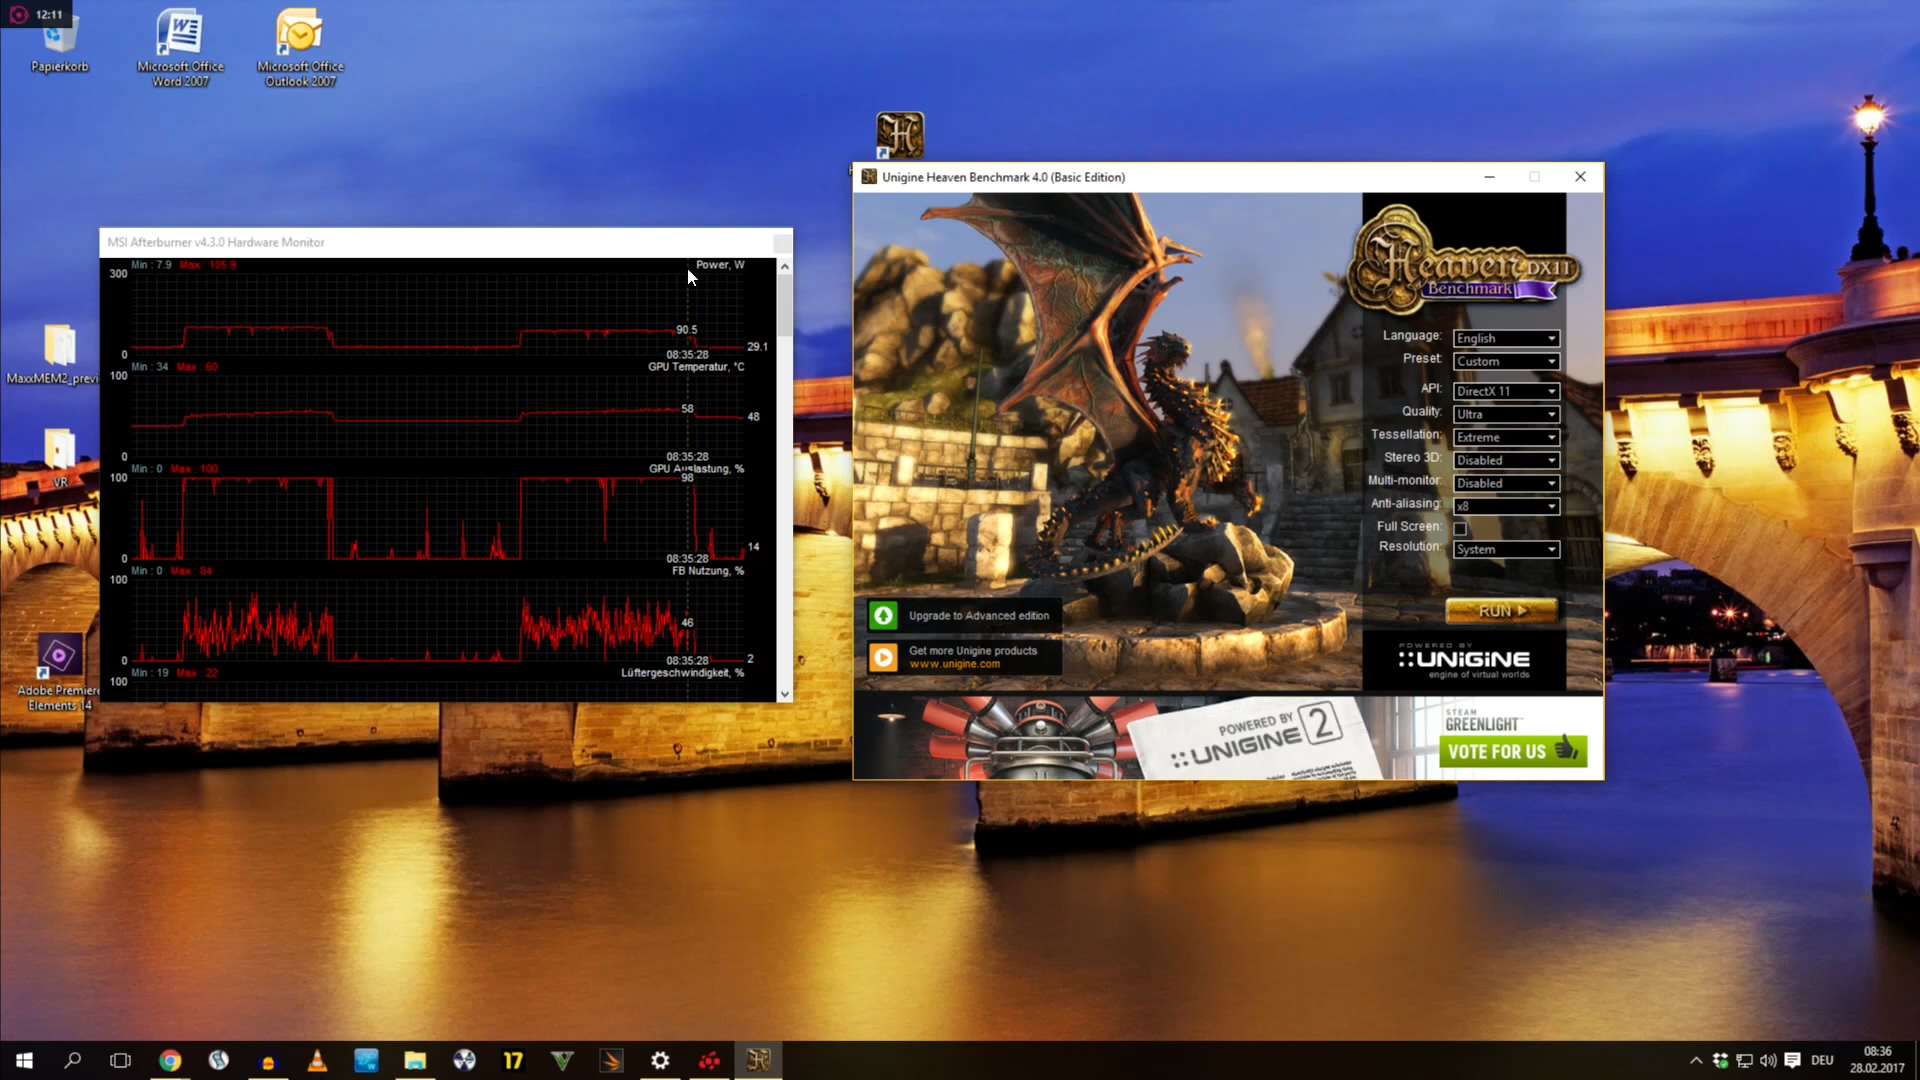 12:11
Papierkorb
Microsoft Office
Word 2007
Microsoft Office
Outlook 2007
MaxxMEM2_previ
VR
Adobe Premiere
Elements 14
MSI Afterburner v4.3.0 Hardware Monitor
Min : 7.9 Max : 105.9 Power, W
300
90.5
29.1
0 08:35:28
Min : 34 Max : 60 GPU Temperatur, °C
100
58
48
0 08:35:28
Min : 0 Max : 100 GPU Auslastung, %
100 98
14
0 08:35:28
Min : 0 Max : 84 FB Nutzung, %
100
46
2
0 08:35:28
Min : 19 Max : 22 Lüftergeschwindigkeit, %
100
Unigine Heaven Benchmark 4.0 (Basic Edition)
Heaven DX11
Benchmark
Language: English
Preset: Custom
API: DirectX 11
Quality: Ultra
Tessellation: Extreme
Stereo 3D: Disabled
Multi-monitor: Disabled
Anti-aliasing: x8
Full Screen:
Resolution: System
RUN
Upgrade to Advanced edition
Get more Unigine products
www.unigine.com
POWERED BY
UNiGiNE
engine of virtual worlds
POWERED BY
UNIGINE 2
STEAM
GREENLIGHT
VOTE FOR US
17
DEU
08:36
28.02.2017